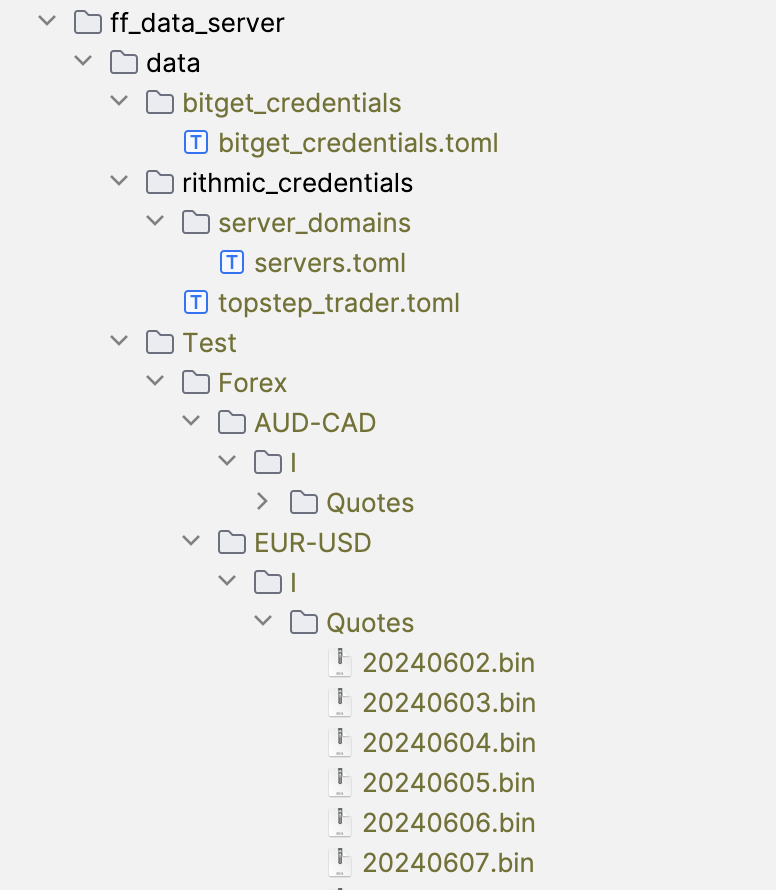 ff_data_server
data
bitget_credentials
T bitget_credentials.toml
rithmic_credentials
server_domains
T servers.toml
T topstep_trader.toml
Test
Forex
AUD-CAD
I
Quotes
EUR-USD
I
Quotes
20240602.bin
20240603.bin
20240604.bin
20240605.bin
20240606.bin
20240607.bin